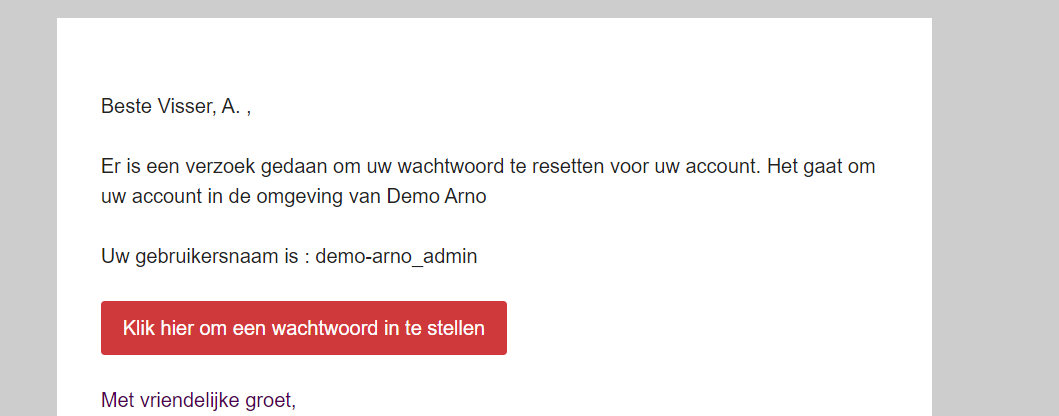 Beste Visser, A. ,
Er is een verzoek gedaan om uw wachtwoord te resetten voor uw account. Het gaat om
uw account in de omgeving van Demo Arno
Uw gebruikersnaam is : demo-arno_admin
Klik hier om een wachtwoord in te stellen
Met vriendelijke groet,